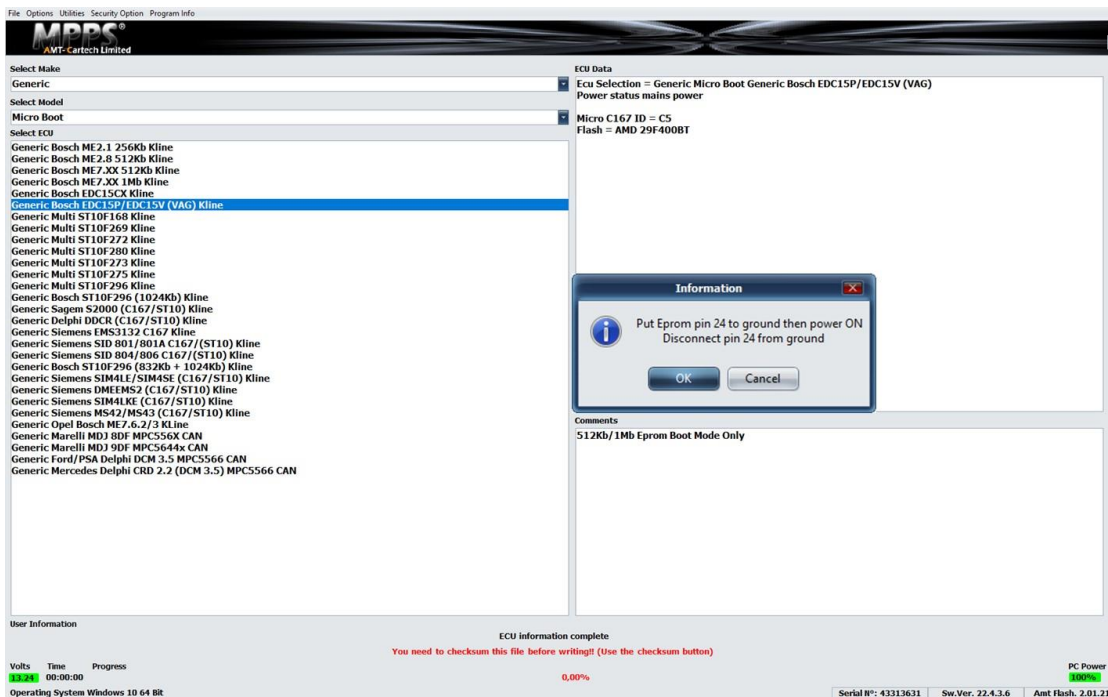 File Options Utilities Security Option Program Info
MPPS®
AMT-Cartech Limited
Select Make
Generic
Select Model
Micro Boot
Select ECU
Generic Bosch ME2.1 256Kb Kline
Generic Bosch ME2.8 512Kb Kline
Generic Bosch ME7.XX 512Kb Kline
Generic Bosch ME7.XX 1Mb Kline
Generic Bosch EDC15CX Kline
Generic Bosch EDC15P/EDC15V (VAG) Kline
Generic Multi ST10F168 Kline
Generic Multi ST10F269 Kline
Generic Multi ST10F272 Kline
Generic Multi ST10F280 Kline
Generic Multi ST10F273 Kline
Generic Multi ST10F275 Kline
Generic Multi ST10F296 Kline
Generic Bosch ST10F296 (1024Kb) Kline
Generic Sagem S2000 (C167/ST10) Kline
Generic Delphi DDCR (C167/ST10) Kline
Generic Siemens EMS3132 C167 Kline
Generic Siemens SID 801/801A C167/(ST10) Kline
Generic Siemens SID 804/806 C167/(ST10) Kline
Generic Bosch ST10F296 (832Kb + 1024Kb) Kline
Generic Siemens SIM4LE/SIM4SE (C167/ST10) Kline
Generic Siemens DMEEMS2 (C167/ST10) Kline
Generic Siemens SIM4LKE (C167/ST10) Kline
Generic Siemens MS42/MS43 (C167/ST10) Kline
Generic Opel Bosch ME7.6.2/3 KLine
Generic Marelli MDJ 8DF MPC556X CAN
Generic Marelli MDJ 9DF MPC5644x CAN
Generic Ford/PSA Delphi DCM 3.5 MPC5566 CAN
Generic Mercedes Delphi CRD 2.2 (DCM 3.5) MPC5566 CAN
ECU Data
Ecu Selection = Generic Micro Boot Generic Bosch EDC15P/EDC15V (VAG)
Power status mains power
Micro C167 ID = C5
Flash = AMD 29F400BT
Information
Put Eprom pin 24 to ground then power ON
Disconnect pin 24 from ground
OK Cancel
Comments
512Kb/1Mb Eprom Boot Mode Only
User Information
ECU information complete
You need to checksum this file before writing!! (Use the checksum button)
Volts Time Progress PC Power
13.24 00:00:00 0,00% 100%
Operating System Windows 10 64 Bit Serial N°: 43313631 Sw.Ver. 22.4.3.6 Amt Flash. 2.01.21